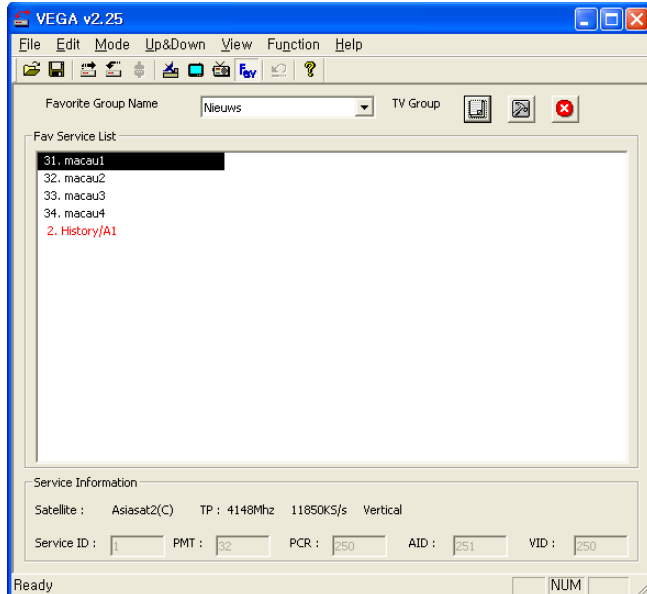 VEGA v2.25
File Edit Mode Up&Down View Function Help
Fav
Favorite Group Name Nieuws TV Group
Fav Service List
31. macau1
32. macau2
33. macau3
34. macau4
2. History/A1
Service Information
Satellite : Asiasat2(C) TP : 4148Mhz 11850KS/s Vertical
Service ID : 1 PMT : 32 PCR : 250 AID : 251 VID : 250
Ready NUM